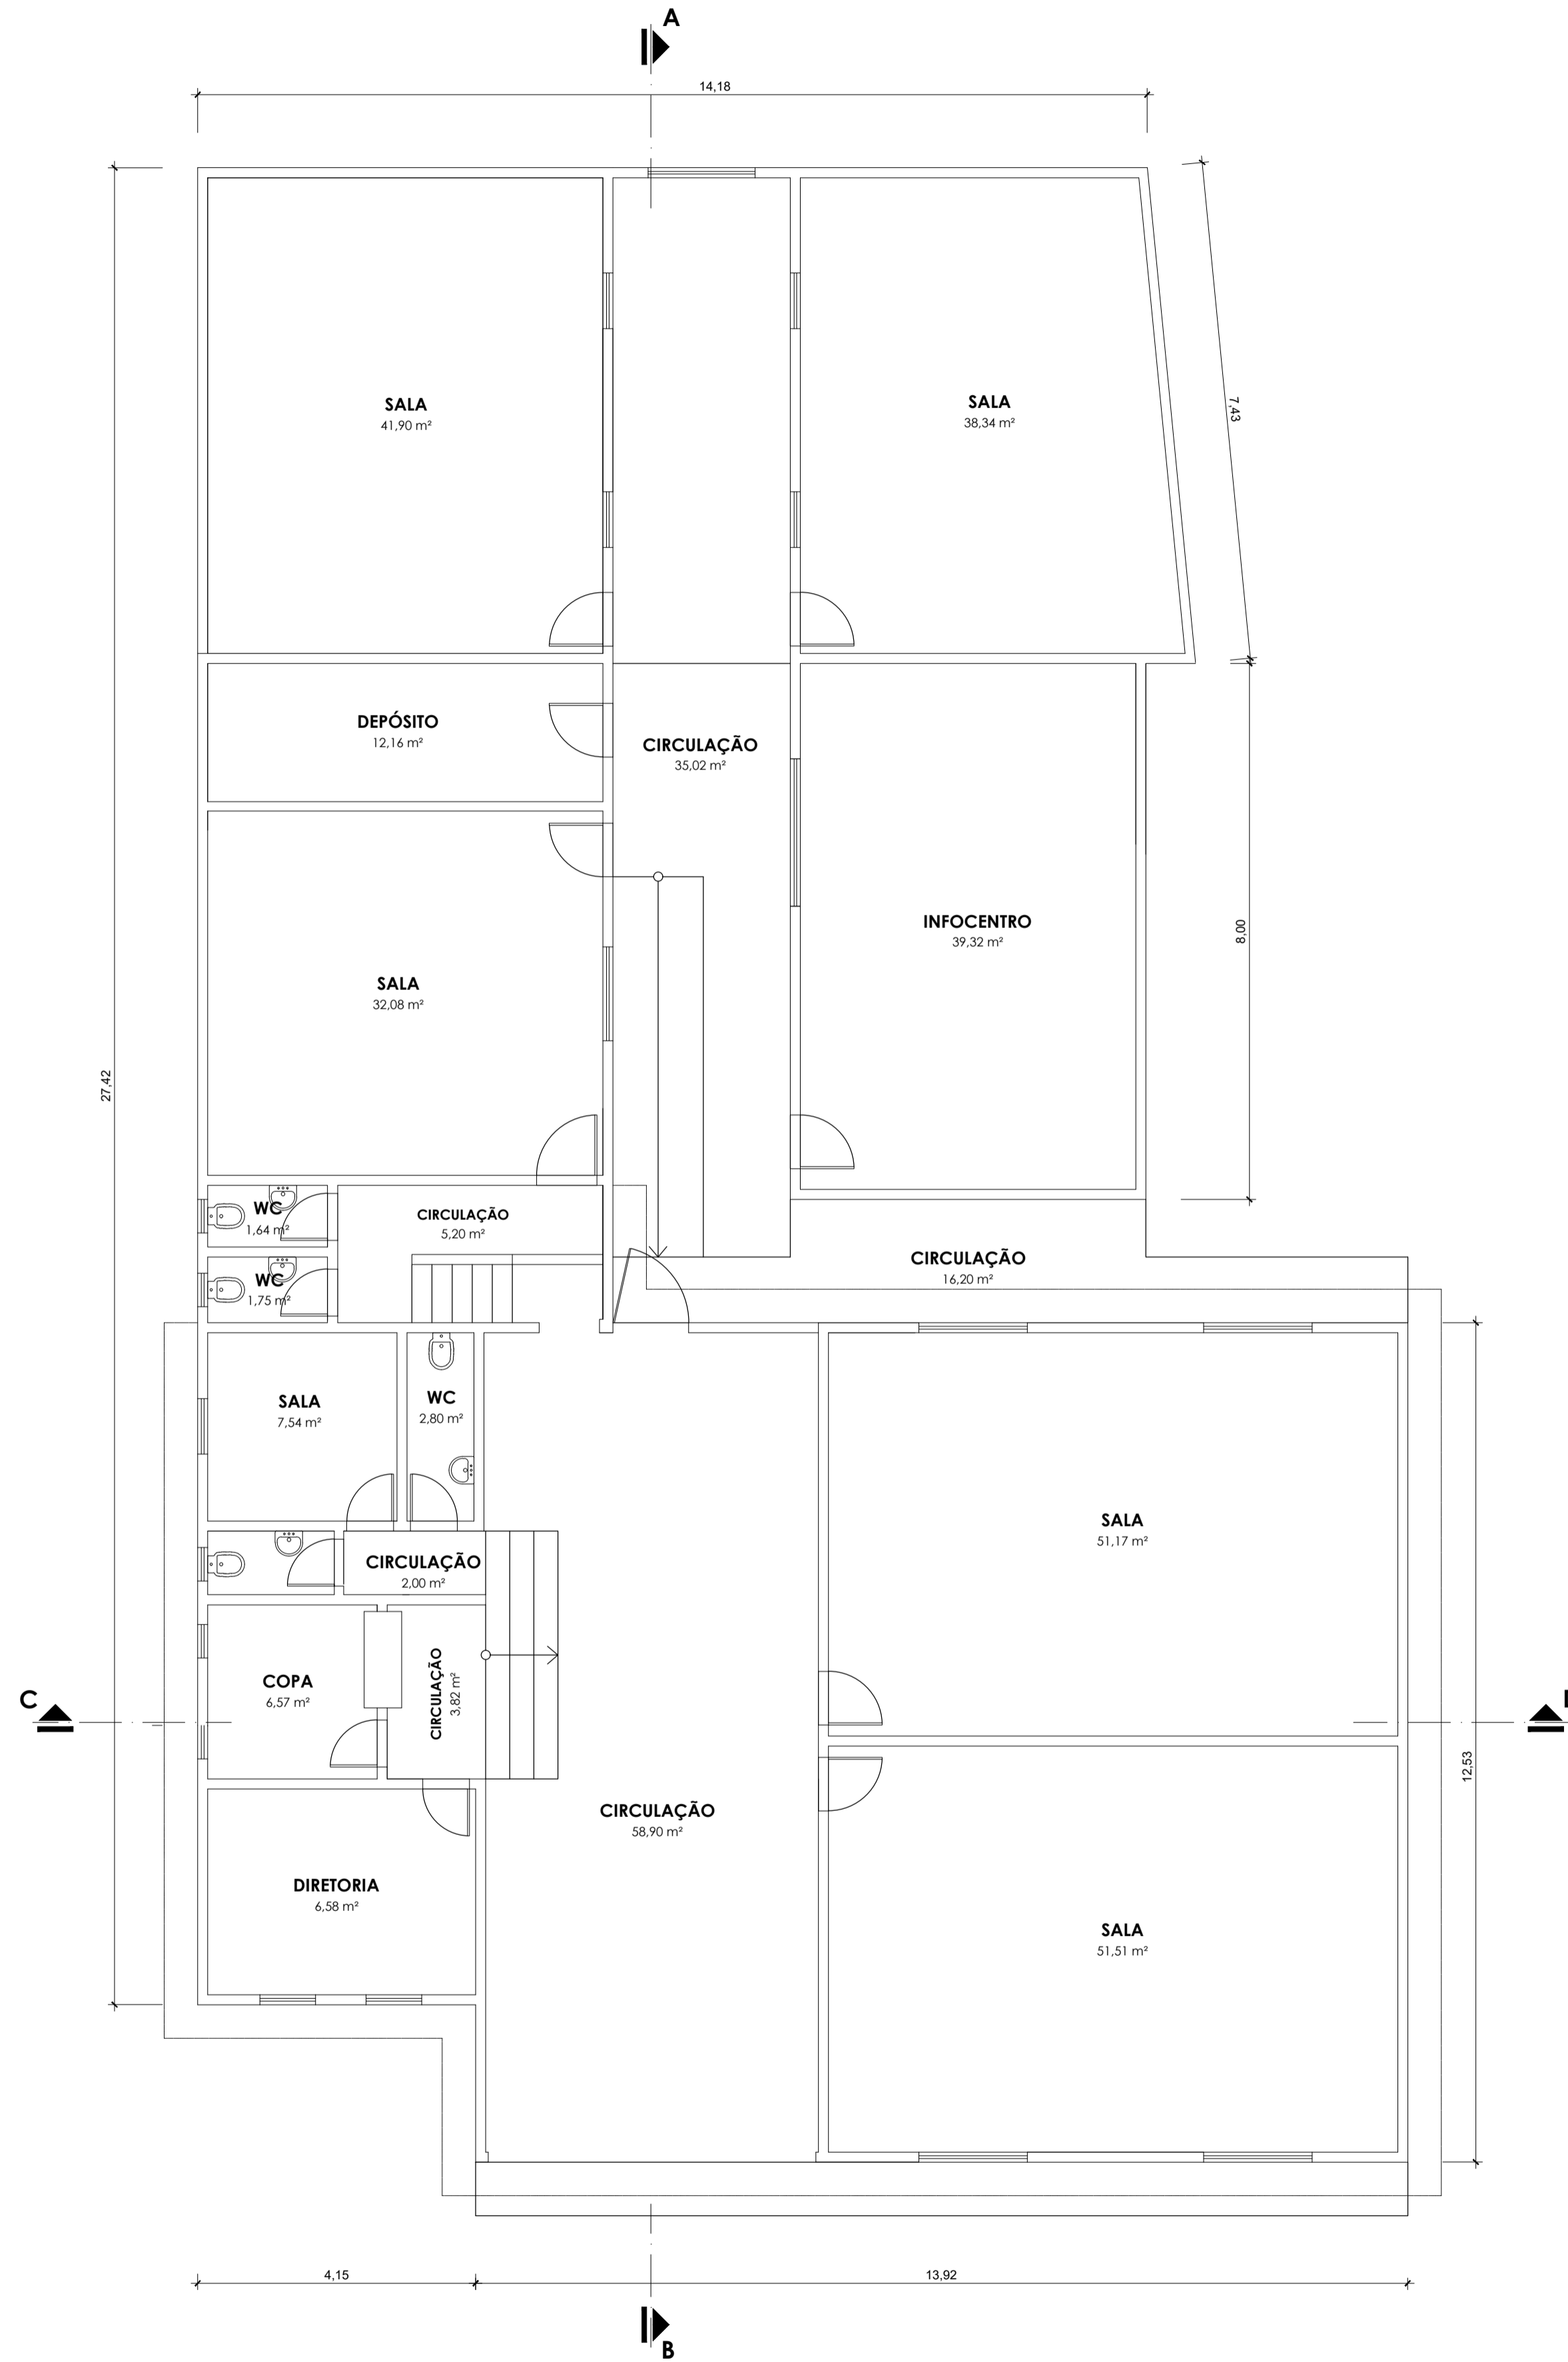 A
14,18
7,43
SALA
41,90 m²
SALA
38,34 m²
DEPÓSITO
12,16 m²
CIRCULAÇÃO
35,02 m²
INFOCENTRO
39,32 m²
8,00
SALA
32,08 m²
27,42
WC
1,64 m²
CIRCULAÇÃO
5,20 m²
WC
1,75 m²
CIRCULAÇÃO
16,20 m²
SALA
7,54 m²
WC
2,80 m²
SALA
51,17 m²
CIRCULAÇÃO
2,00 m²
COPA
6,57 m²
CIRCULAÇÃO
3,82 m²
C
12,53
CIRCULAÇÃO
58,90 m²
DIRETORIA
6,58 m²
SALA
51,51 m²
4,15
13,92
B